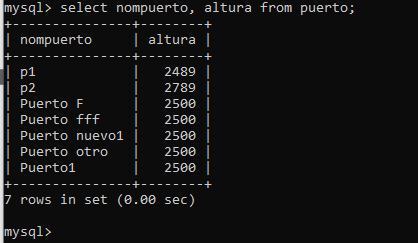 mysql> select nompuerto, altura from puerto;
+---------------+--------+
| nompuerto     | altura |
+---------------+--------+
| p1            |   2489 |
| p2            |   2789 |
| Puerto F      |   2500 |
| Puerto fff    |   2500 |
| Puerto nuevo1 |   2500 |
| Puerto otro   |   2500 |
| Puerto1       |   2500 |
+---------------+--------+
7 rows in set (0.00 sec)
mysql>